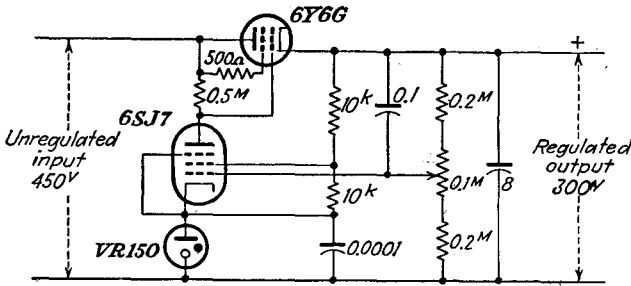 6Y6G
+
500Ω
0.5M
6SJ7
10k
0.1
0.2M
Unregulated
input
450V
Regulated
output
300V
0.1M
8
10k
0.2M
VR150
0.0001